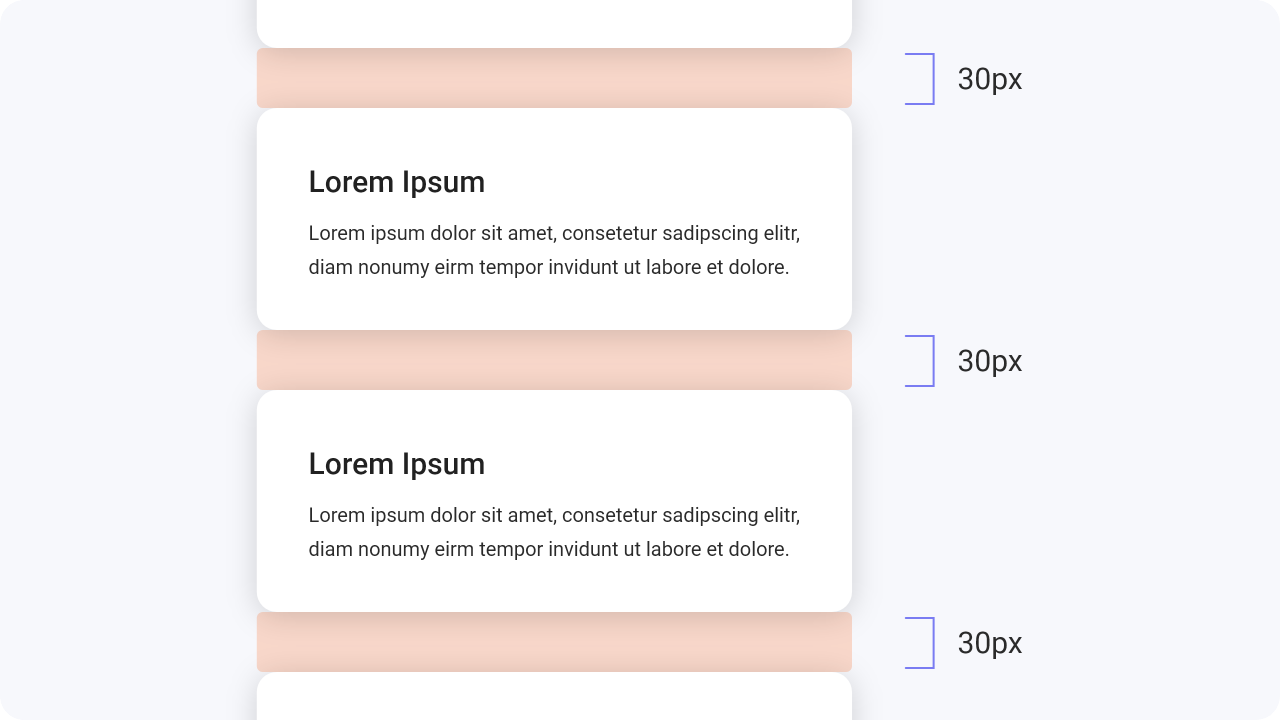 30px
Lorem Ipsum
Lorem ipsum dolor sit amet, consetetur sadipscing elitr,
diam nonumy eirm tempor invidunt ut labore et dolore.
30px
Lorem Ipsum
Lorem ipsum dolor sit amet, consetetur sadipscing elitr,
diam nonumy eirm tempor invidunt ut labore et dolore.
30px